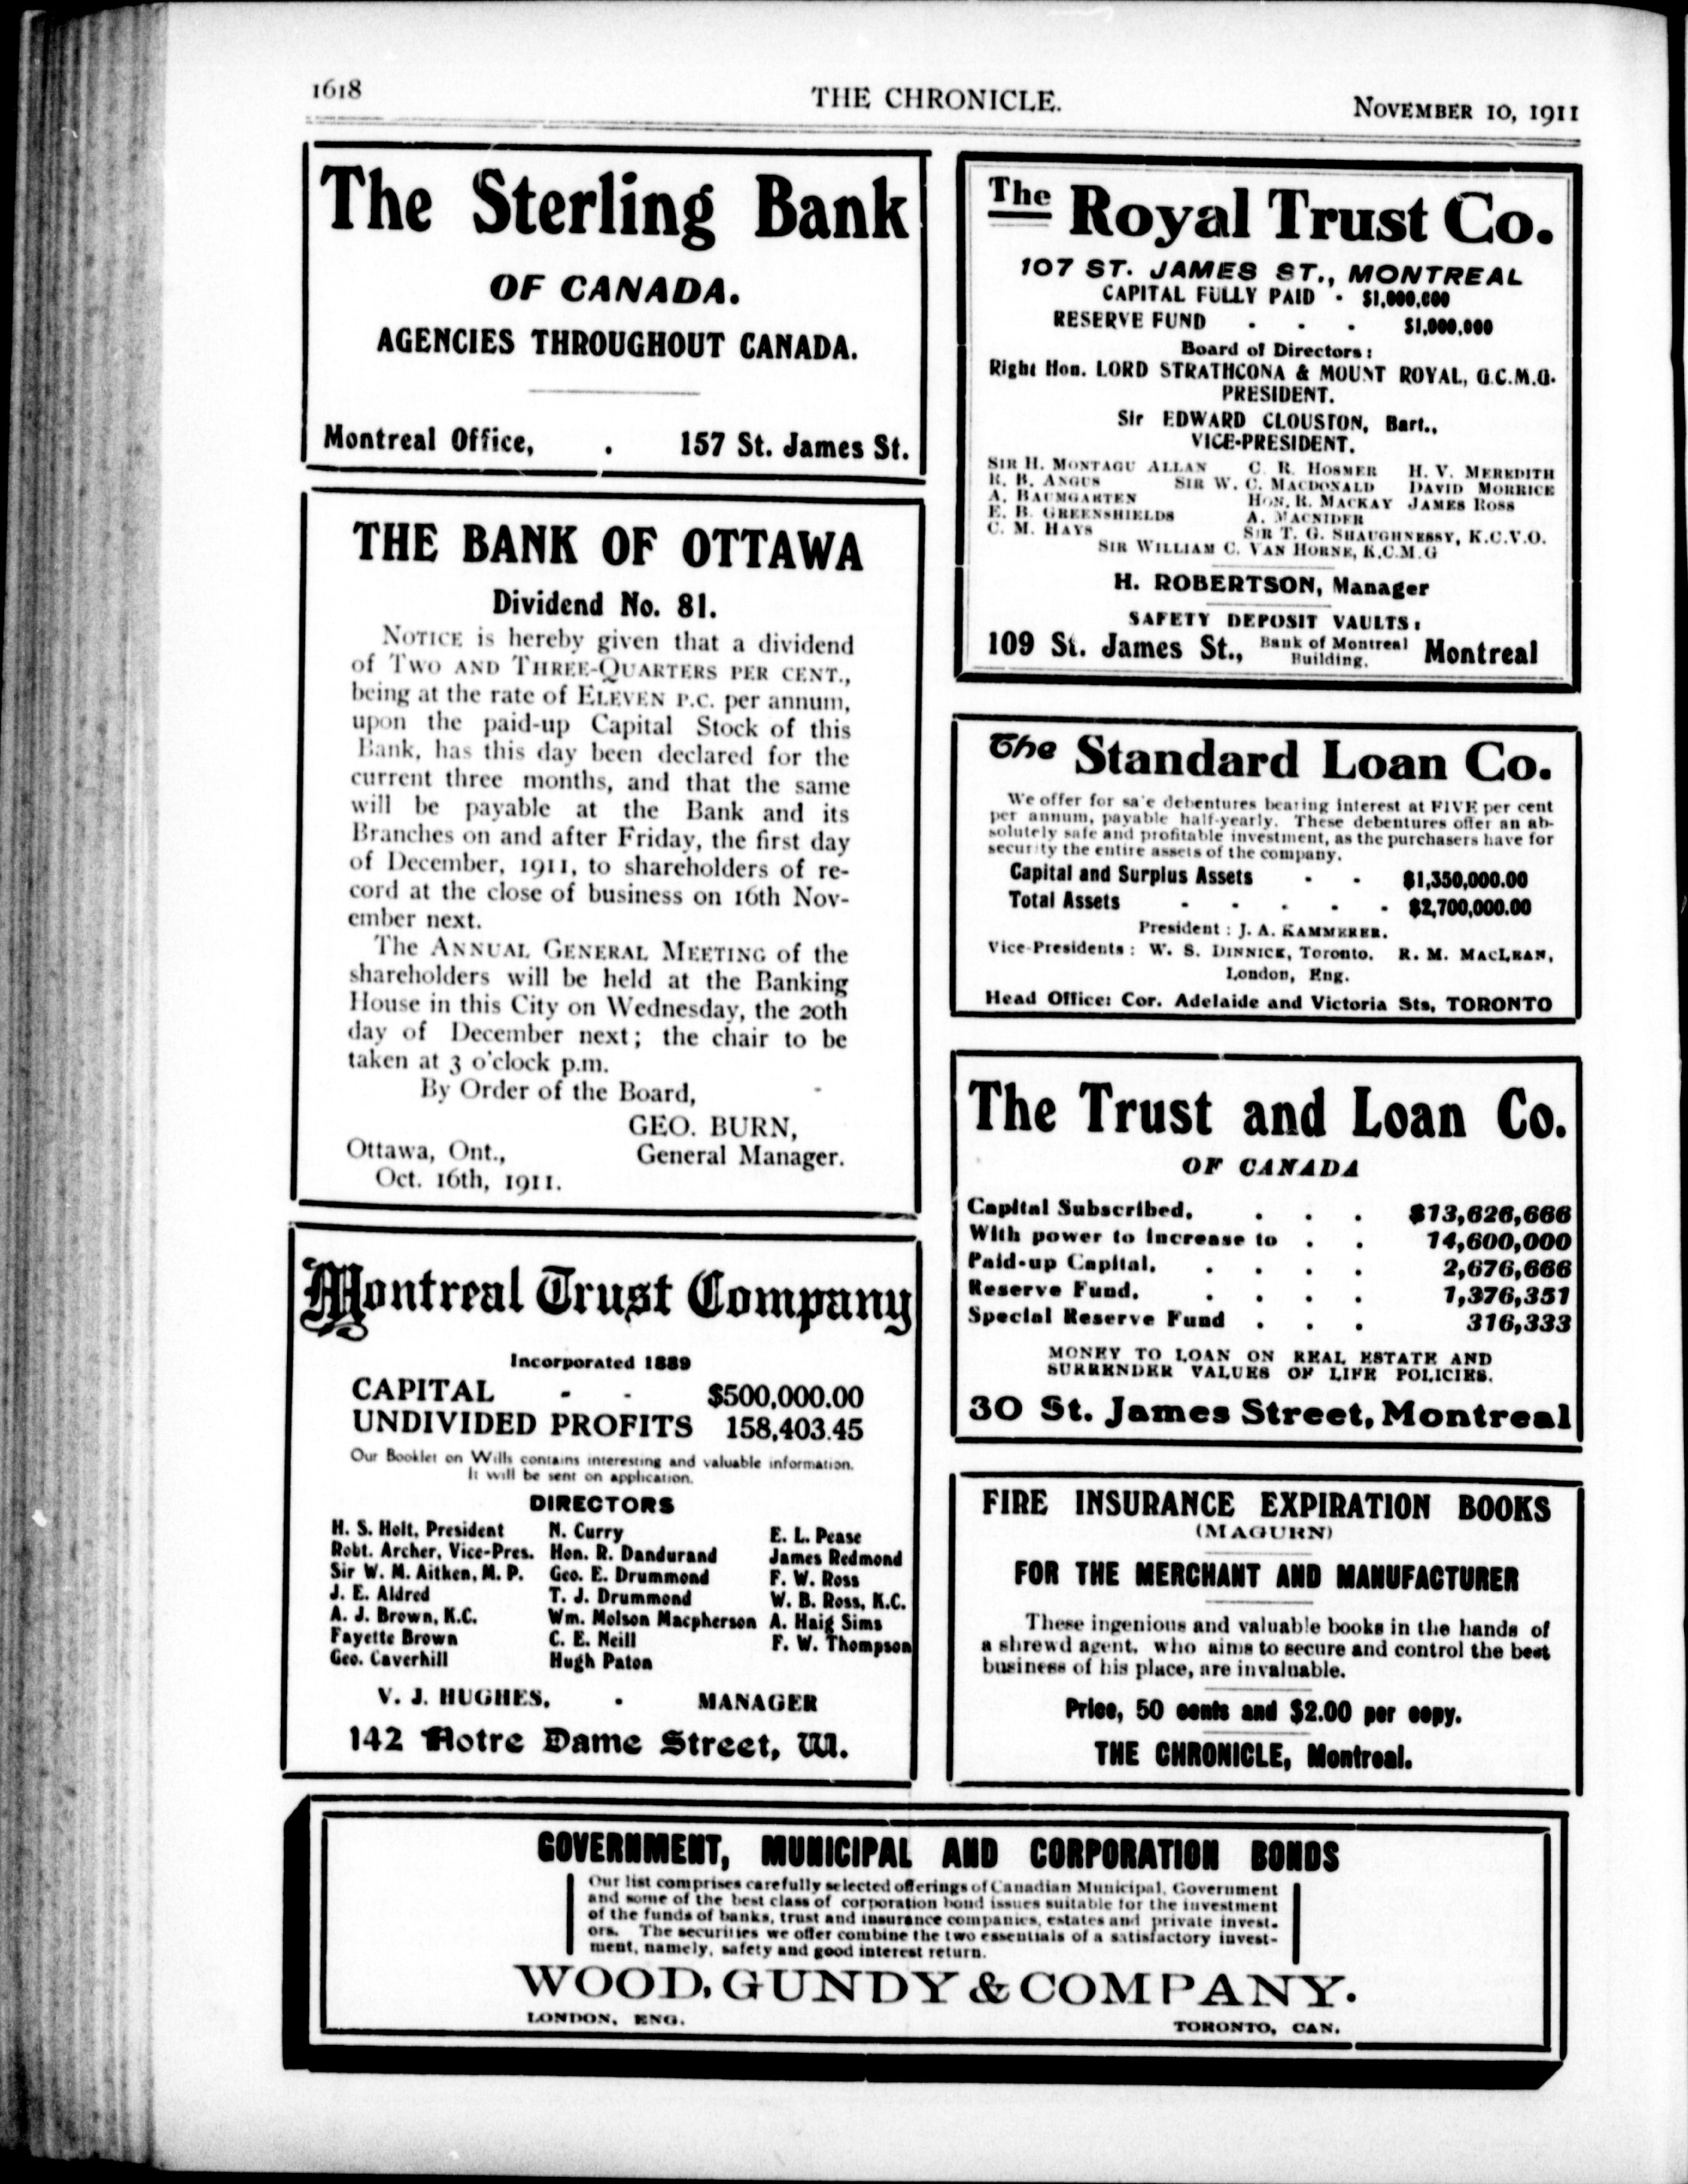 1618
THE CHRONICLE.
NOVEMBER 10, 1911
The Sterling Bank
OF CANADA.
AGENCIES THROUGHOUT CANADA.
Montreal Office, . 157 St. James St.
THE BANK OF OTTAWA
Dividend No. 81.
NOTICE is hereby given that a dividend
of TWO AND THREE-QUARTERS PER CENT.,
being at the rate of ELEVEN P.C. per annum,
upon the paid-up Capital Stock of this
Bank, has this day been declared for the
current three months, and that the same
will be payable at the Bank and its
Branches on and after Friday, the first day
of December, 1911, to shareholders of re-
cord at the close of business on 16th Nov-
ember next.
The ANNUAL GENERAL MEETING of the
shareholders will be held at the Banking
House in this City on Wednesday, the 20th
day of December next; the chair to be
taken at 3 o'clock p.m.
By Order of the Board,
GEO. BURN,
General Manager.
Ottawa, Ont.,
Oct. 16th, 1911.
Montreal Trust Company
Incorporated 1889
CAPITAL - - $500,000.00
UNDIVIDED PROFITS 158,403.45
Our Booklet on Wills contains interesting and valuable information.
It will be sent on application.
DIRECTORS
H. S. Holt, President N. Curry E. L. Pease
Robt. Archer, Vice-Pres. Hon. R. Dandurand James Redmond
Sir W. M. Aitken, M. P. Geo. E. Drummond F. W. Ross
J. E. Aldred T. J. Drummond W. B. Ross, K.C.
A. J. Brown, K.C. Wm. Molson Macpherson A. Haig Sims
Fayette Brown C. E. Neill F. W. Thompson
Geo. Caverhill Hugh Paton
V. J. HUGHES, . MANAGER
142 Notre Dame Street, W.
The Royal Trust Co.
107 ST. JAMES ST., MONTREAL
CAPITAL FULLY PAID . $1,000,000
RESERVE FUND . . . $1,000,000
Board of Directors:
Right Hon. LORD STRATHCONA & MOUNT ROYAL, G.C.M.G.
PRESIDENT.
Sir EDWARD CLOUSTON, Bart.,
VICE-PRESIDENT.
SIR H. MONTAGU ALLAN C. R. HOSMER H. V. MEREDITH
R. B. ANGUS SIR W. C. MACDONALD DAVID MORRICE
A. BAUMGARTEN HON. R. MACKAY JAMES ROSS
E. B. GREENSHIELDS A. MACNIDER
C. M. HAYS SIR T. G. SHAUGHNESSY, K.C.V.O.
SIR WILLIAM C. VAN HORNE, K.C.M.G
H. ROBERTSON, Manager
SAFETY DEPOSIT VAULTS:
109 St. James St., Bank of Montreal Building, Montreal
The Standard Loan Co.
We offer for sa'e debentures bearing interest at FIVE per cent
per annum, payable half-yearly. These debentures offer an ab-
solutely safe and profitable investment, as the purchasers have for
security the entire assets of the company.
Capital and Surplus Assets . . $1,350,000.00
Total Assets . . . . . $2,700,000.00
President : J. A. KAMMERER.
Vice-Presidents : W. S. DINNICK, Toronto. R. M. MACLEAN,
London, Eng.
Head Office: Cor. Adelaide and Victoria Sts, TORONTO
The Trust and Loan Co.
OF CANADA
Capital Subscribed, . . . $13,626,666
With power to increase to . . 14,600,000
Paid-up Capital, . . . . 2,676,666
Reserve Fund, . . . . 1,376,351
Special Reserve Fund . . . 316,333
MONEY TO LOAN ON REAL ESTATE AND
SURRENDER VALUES OF LIFE POLICIES.
30 St. James Street, Montreal
FIRE INSURANCE EXPIRATION BOOKS
(MAGURN)
FOR THE MERCHANT AND MANUFACTURER
These ingenious and valuable books in the hands of
a shrewd agent, who aims to secure and control the best
business of his place, are invaluable.
Price, 50 cents and $2.00 per copy.
THE CHRONICLE, Montreal.
GOVERNMENT, MUNICIPAL AND CORPORATION BONDS
Our list comprises carefully selected offerings of Canadian Municipal, Government
and some of the best class of corporation bond issues suitable for the investment
of the funds of banks, trust and insurance companies, estates and private invest-
ors. The securities we offer combine the two essentials of a satisfactory invest-
ment, namely, safety and good interest return.
WOOD, GUNDY & COMPANY.
LONDON, ENG.
TORONTO, CAN.